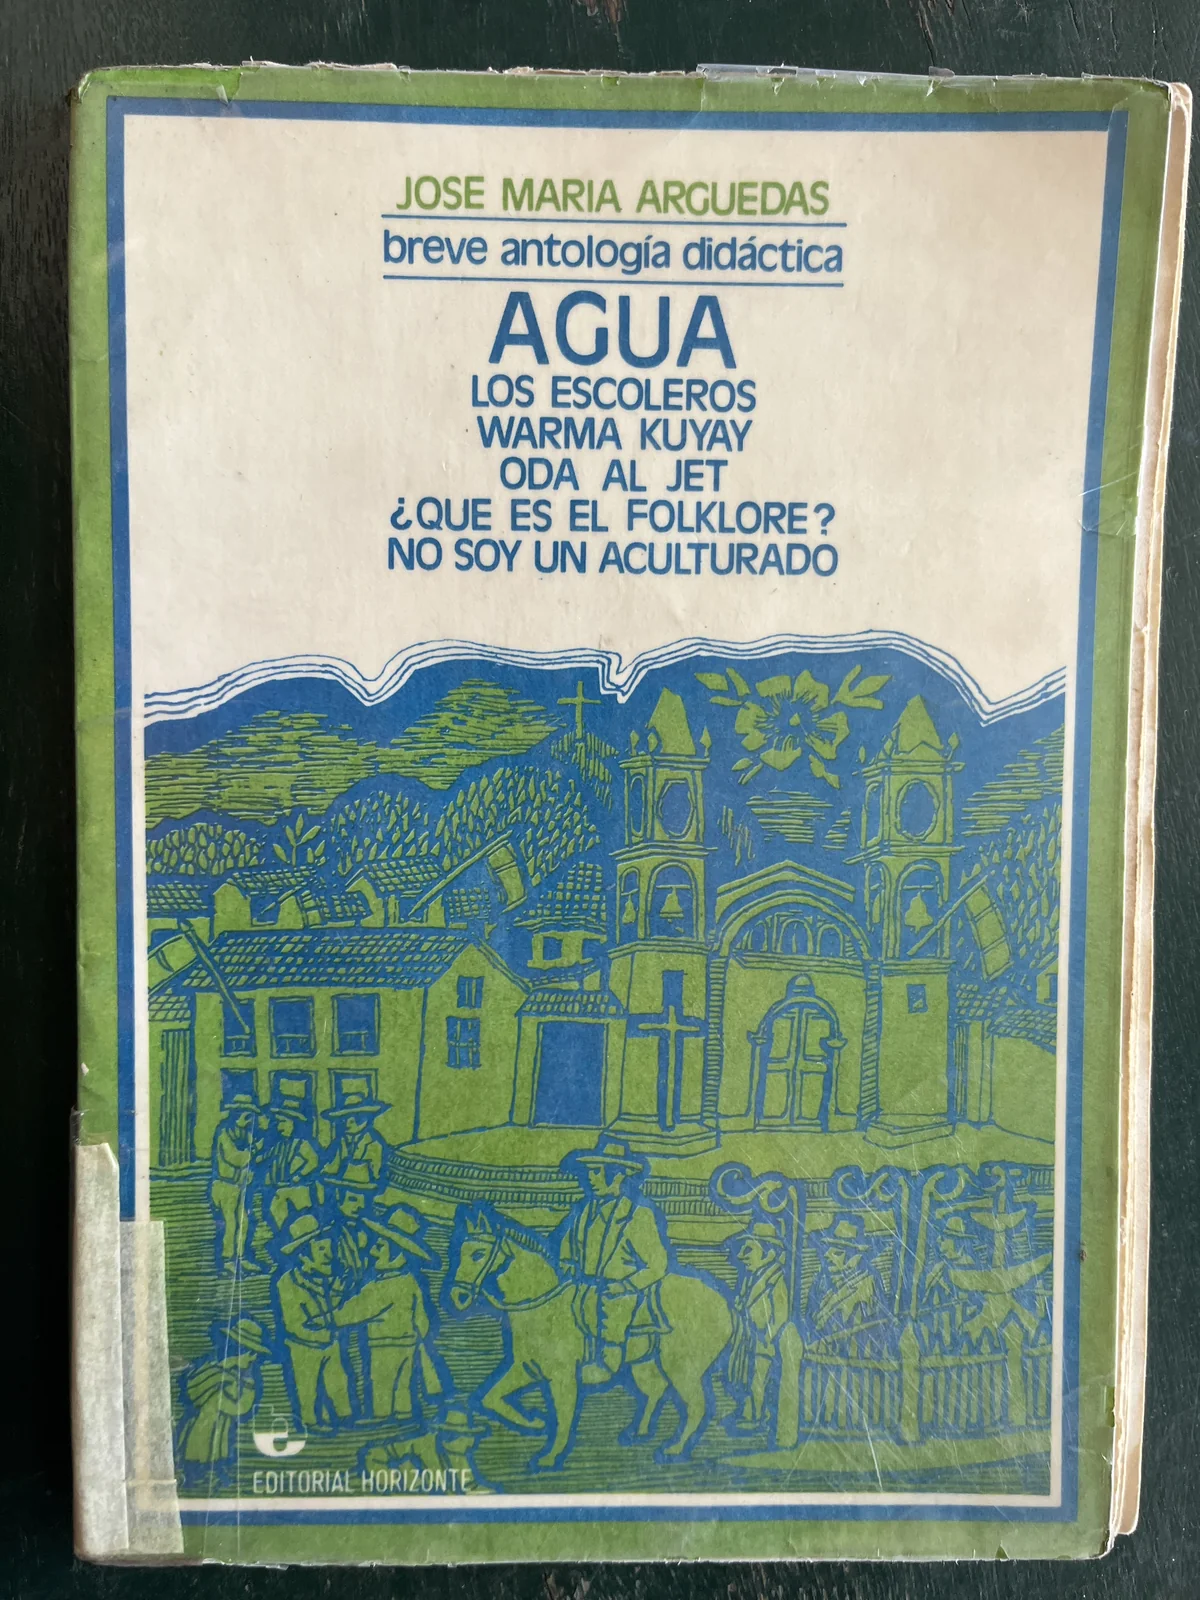 JOSE MARIA ARGUEDAS
breve antología didáctica
AGUA
LOS ESCOLEROS
WARMA KUYAY
ODA AL JET
¿QUE ES EL FOLKLORE?
NO SOY UN ACULTURADO
EDITORIAL HORIZONTE